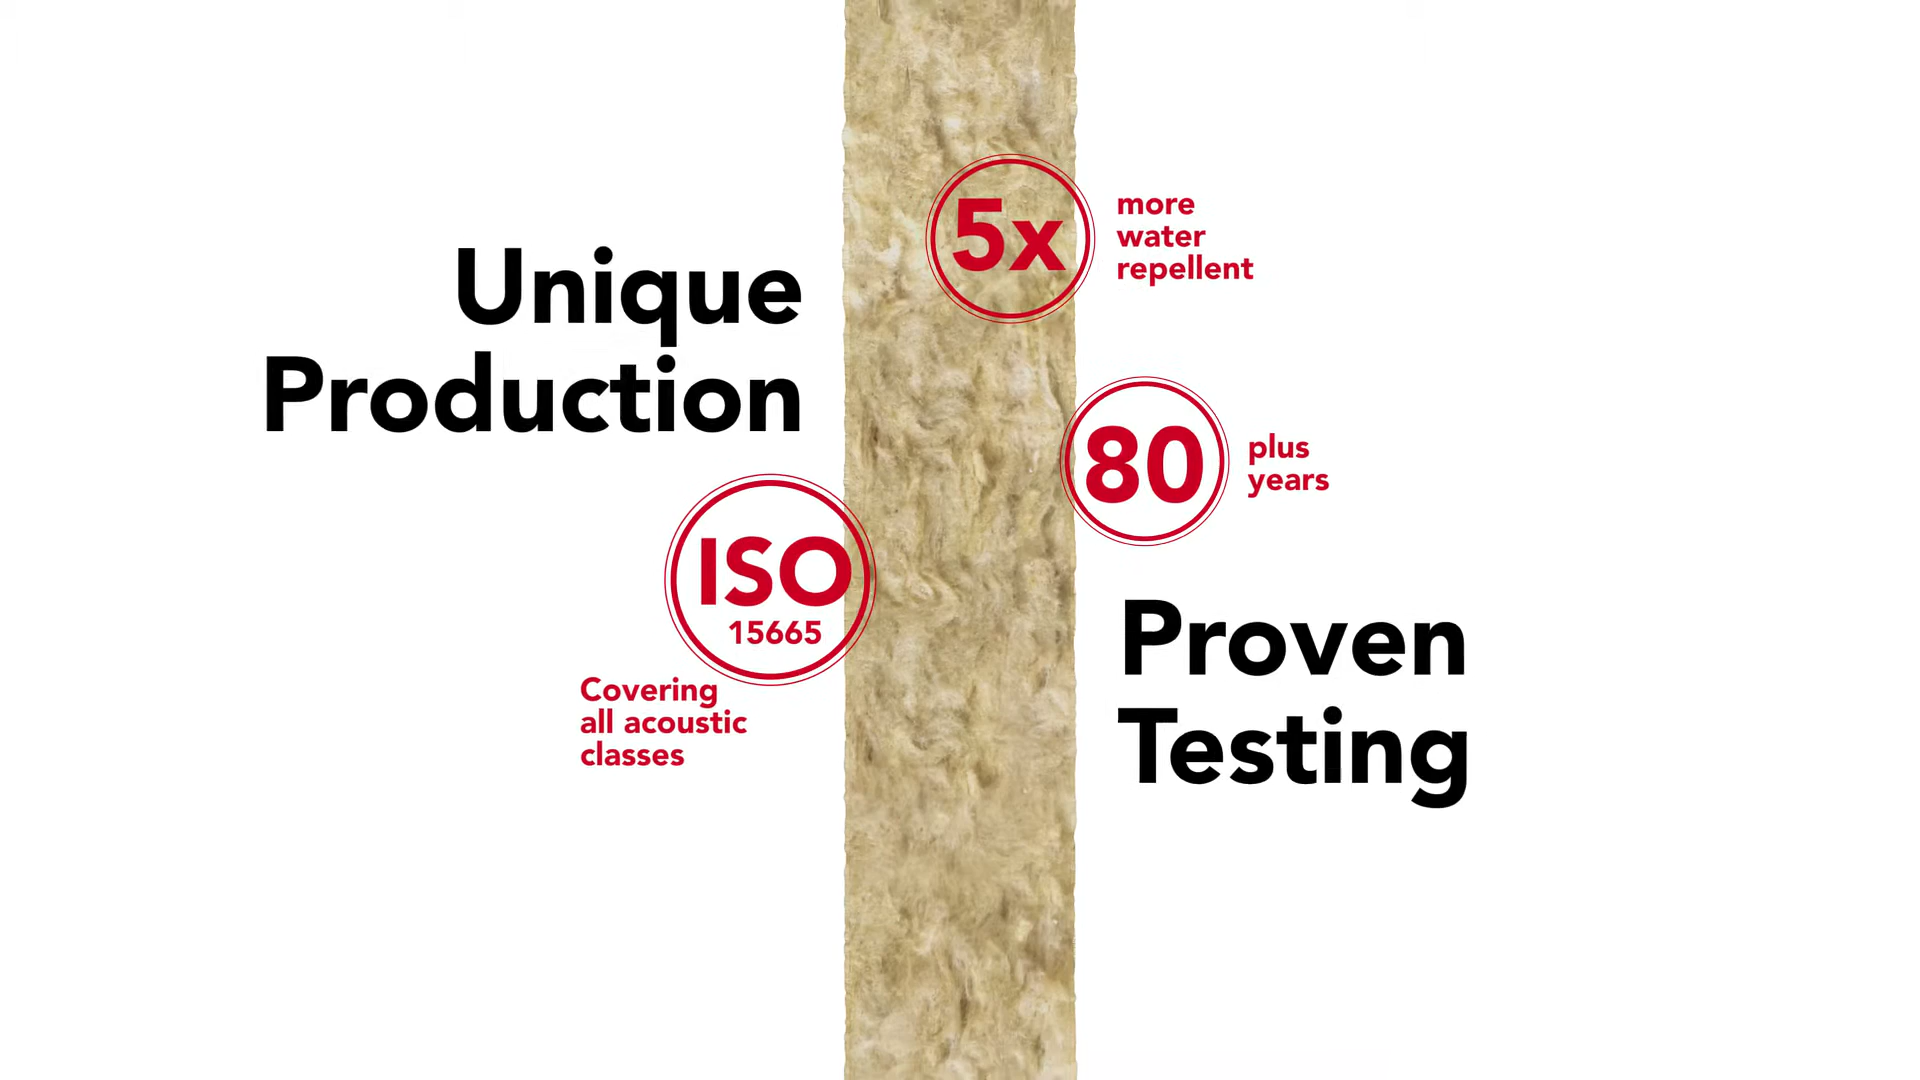 Unique
Production
ISO
15665
Covering
all acoustic
classes
5x
more
water
repellent
80
plus
years
Proven
Testing